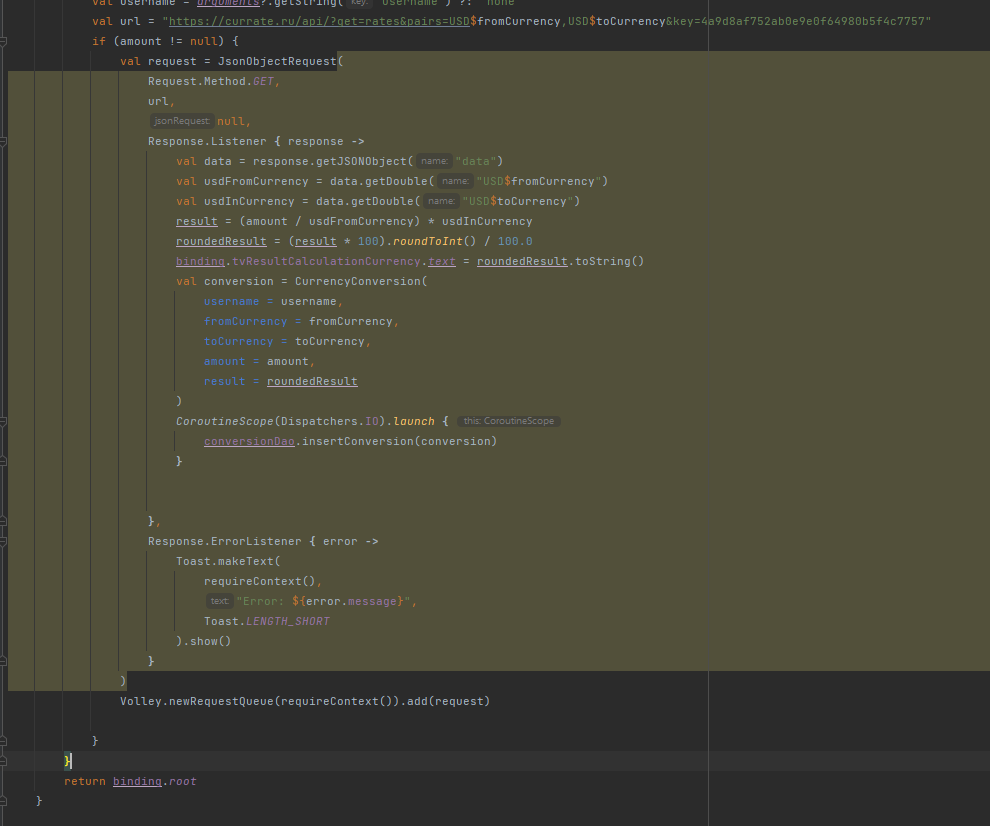 val username = arguments?.getString( key: "username") ?: "none"
val url = "https://currate.ru/api/?get=rates&pairs=USD$fromCurrency,USD$toCurrency&key=4a9d8af752ab0e9e0f64980b5f4c7757"
if (amount != null) {
val request = JsonObjectRequest(
Request.Method.GET,
url,
jsonRequest: null,
Response.Listener { response ->
val data = response.getJSONObject( name: "data")
val usdFromCurrency = data.getDouble( name: "USD$fromCurrency")
val usdInCurrency = data.getDouble( name: "USD$toCurrency")
result = (amount / usdFromCurrency) * usdInCurrency
roundedResult = (result * 100).roundToInt() / 100.0
binding.tvResultCalculationCurrency.text = roundedResult.toString()
val conversion = CurrencyConversion(
username = username,
fromCurrency = fromCurrency,
toCurrency = toCurrency,
amount = amount,
result = roundedResult
)
CoroutineScope(Dispatchers.IO).launch { this: CoroutineScope
conversionDao.insertConversion(conversion)
}
},
Response.ErrorListener { error ->
Toast.makeText(
requireContext(),
text: "Error: ${error.message}",
Toast.LENGTH_SHORT
).show()
}
)
Volley.newRequestQueue(requireContext()).add(request)
}
}
return binding.root
}